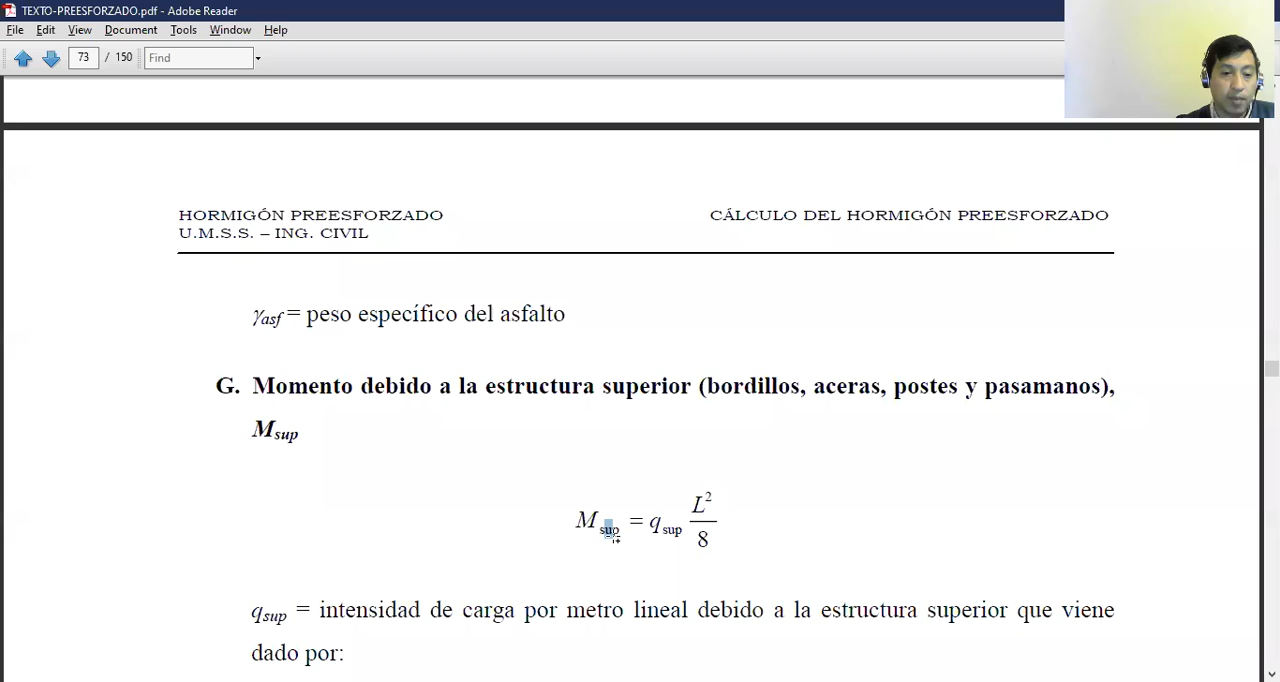 TEXTO-PREESFORZADO.pdf - Adobe Reader
File Edit View Document Tools Window Help
73 / 150 Find
HORMIGÓN PREESFORZADO CÁLCULO DEL HORMIGÓN PREESFORZADO
U.M.S.S. – ING. CIVIL
γasf = peso específico del asfalto
G. Momento debido a la estructura superior (bordillos, aceras, postes y pasamanos),
Msup
M sup = q sup L² / 8
qsup = intensidad de carga por metro lineal debido a la estructura superior que viene
dado por: